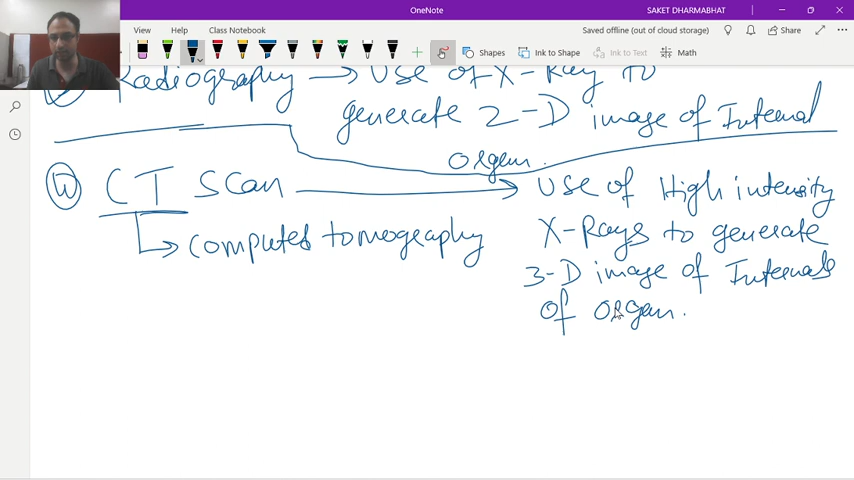 OneNote
SAKET DHARMABHAT
View Help Class Notebook
Saved offline (out of cloud storage) Share
Shapes Ink to Shape Ink to Text Math
Radiography → Use of X-Ray to
generate 2-D image of Internal
orgen.
CT Scan → Use of High intensity
X-Rays to generate
3-D image of Internals
of orgen.
↳ computed tomography